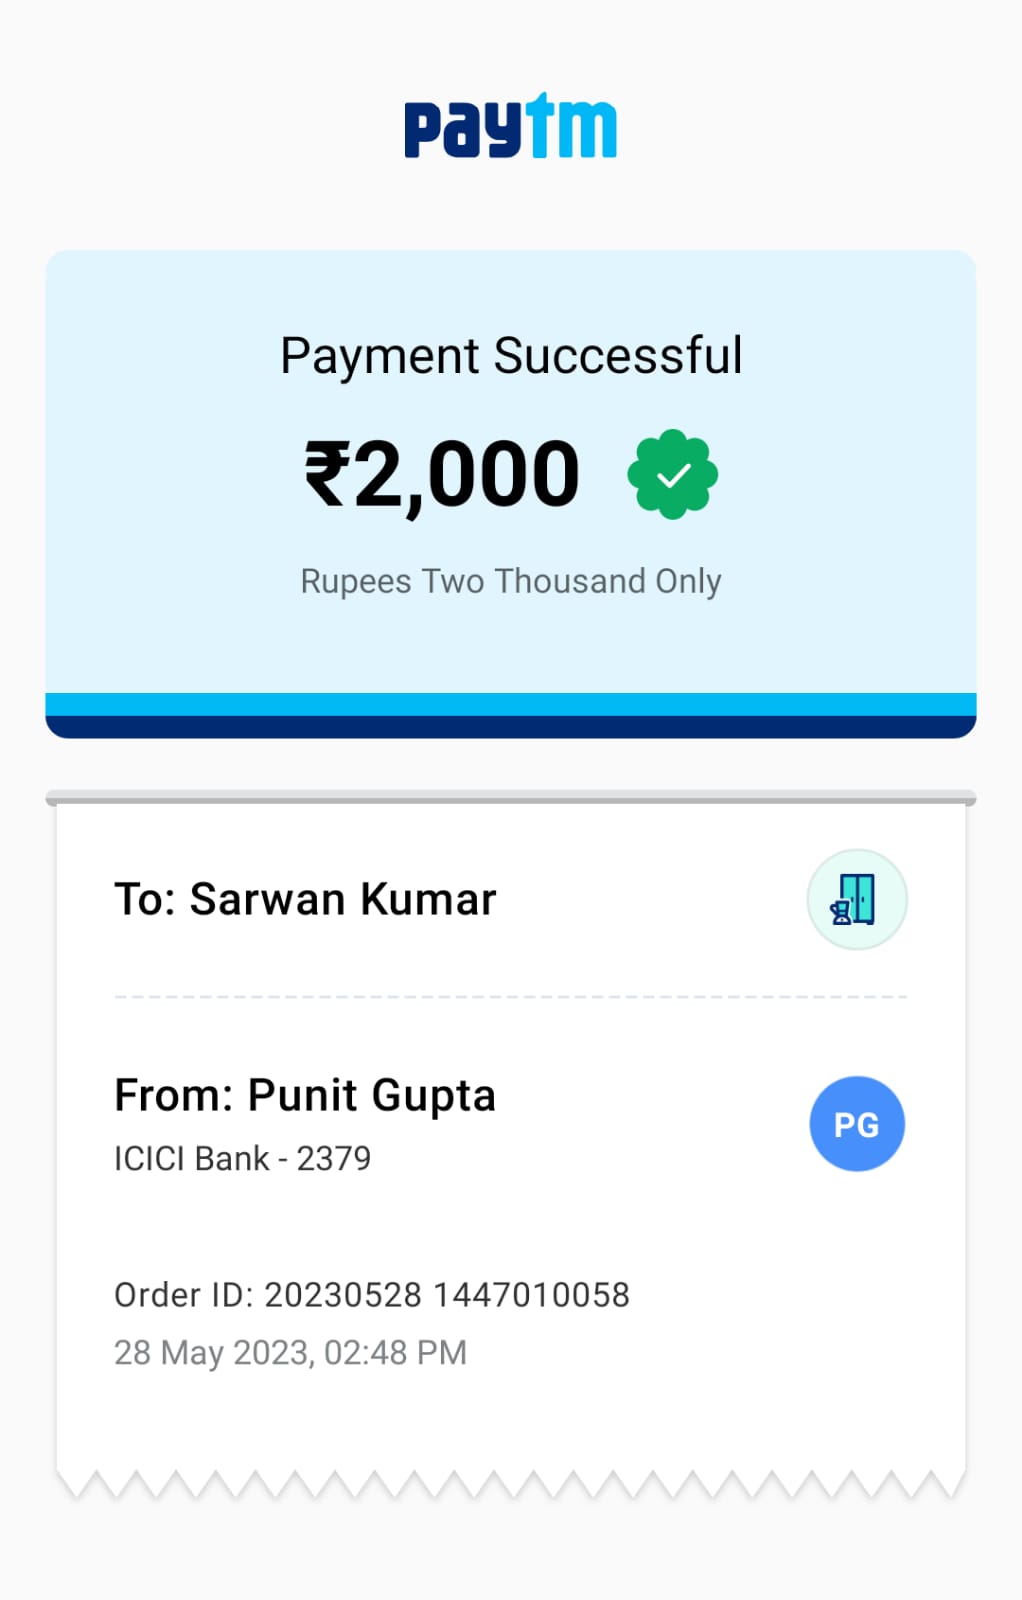 paytm
Payment Successful
₹2,000
Rupees Two Thousand Only
To: Sarwan Kumar
From: Punit Gupta
PG
ICICI Bank - 2379
Order ID: 20230528 1447010058
28 May 2023, 02:48 PM